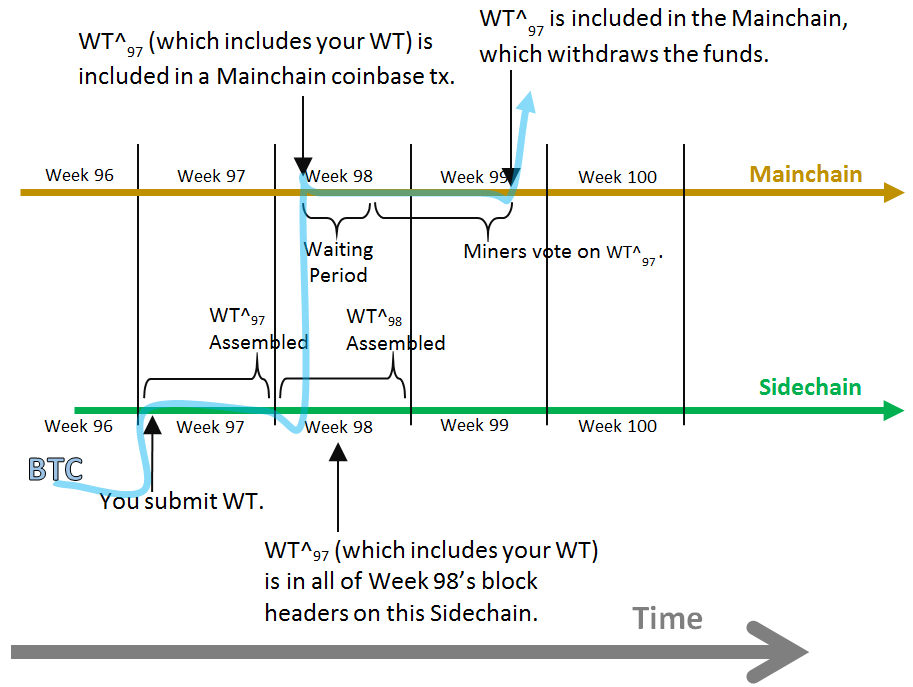 WT^97 (which includes your WT) is
included in a Mainchain coinbase tx.
WT^97 is included in the Mainchain,
which withdraws the funds.
Week 96
Week 97
Week 98
Week 99
Week 100
Mainchain
Waiting
Period
Miners vote on WT^97.
WT^97
Assembled
WT^98
Assembled
Sidechain
Week 96
Week 97
Week 98
Week 99
Week 100
BTC
You submit WT.
WT^97 (which includes your WT)
is in all of Week 98’s block
headers on this Sidechain.
Time